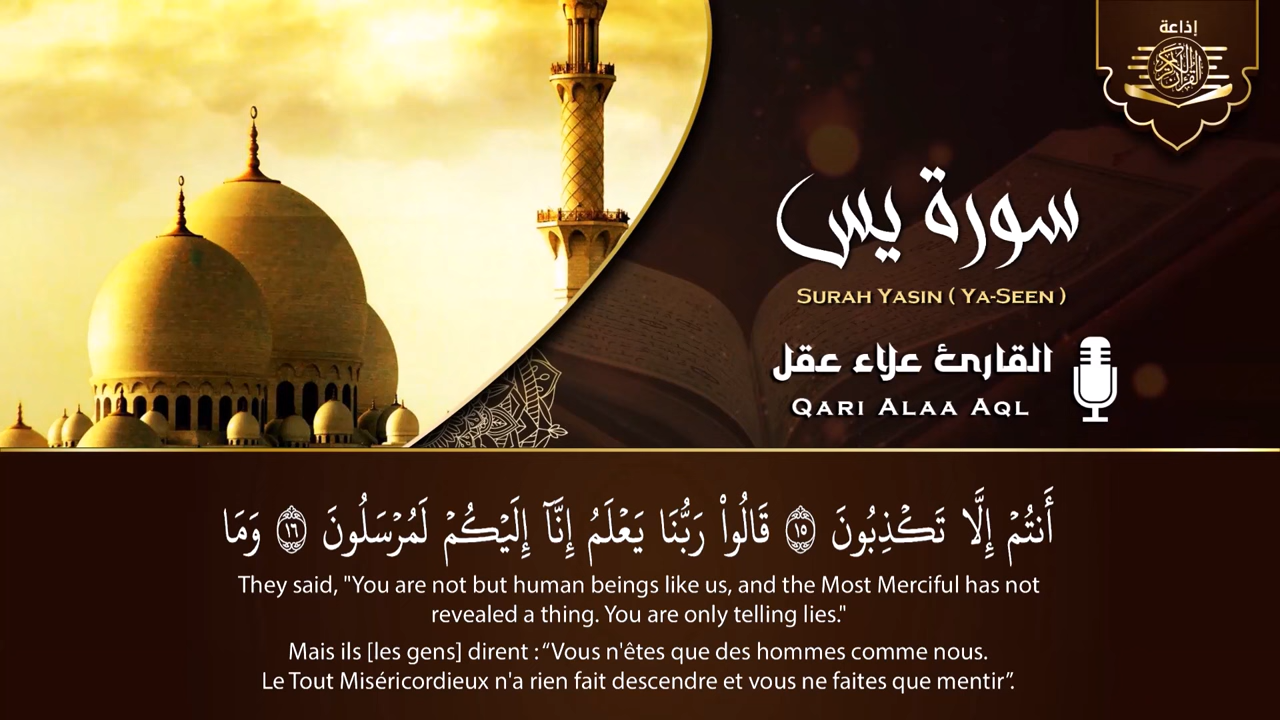 إذاعة
القرآن الكريم
سورة يس
SURAH YASIN ( YA-SEEN )
القارئ علاء عقل
QARI ALAA AQL
أَنتُمْ إِلَّا تَكْذِبُونَ ۝١٥ قَالُوا۟ رَبُّنَا يَعْلَمُ إِنَّآ إِلَيْكُمْ لَمُرْسَلُونَ ۝١٦ وَمَا
They said, "You are not but human beings like us, and the Most Merciful has not
revealed a thing. You are only telling lies."
Mais ils [les gens] dirent : “Vous n'êtes que des hommes comme nous.
Le Tout Miséricordieux n'a rien fait descendre et vous ne faites que mentir”.